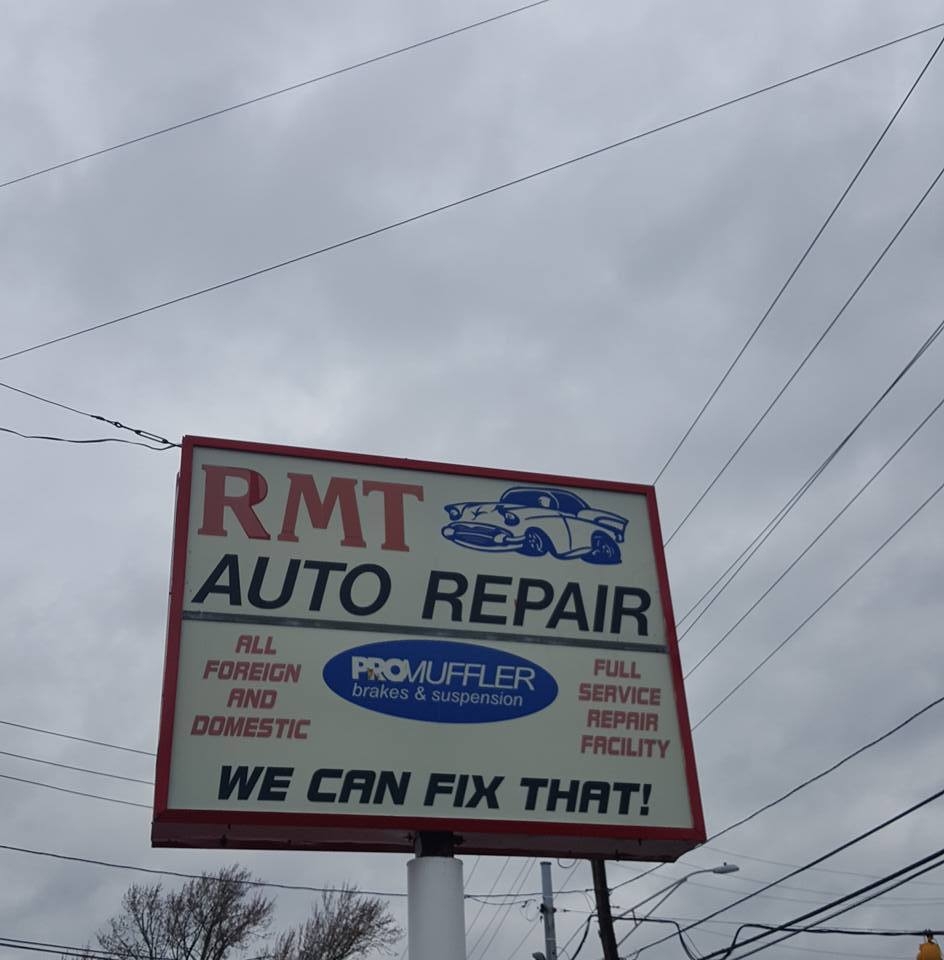 RMT
AUTO REPAIR
ALL
FOREIGN
AND
DOMESTIC
PROMUFFLER
brakes & suspension
FULL
SERVICE
REPAIR
FACILITY
WE CAN FIX THAT!